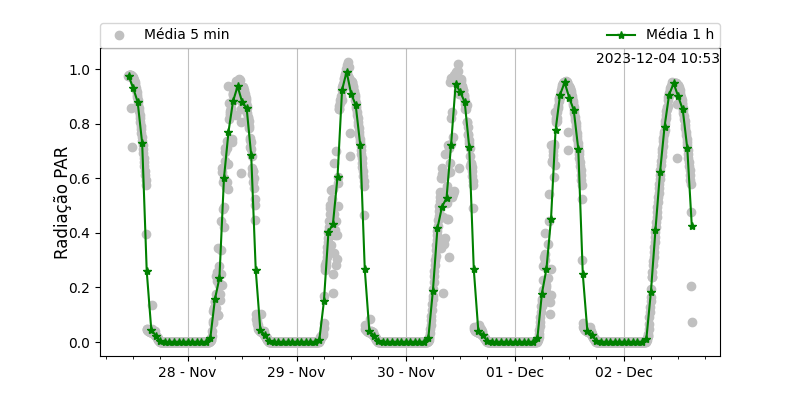 Média 5 min
Média 1 h
2023-12-04 10:53
Radiação PAR
1.0
0.8
0.6
0.4
0.2
0.0
28 - Nov
29 - Nov
30 - Nov
01 - Dec
02 - Dec